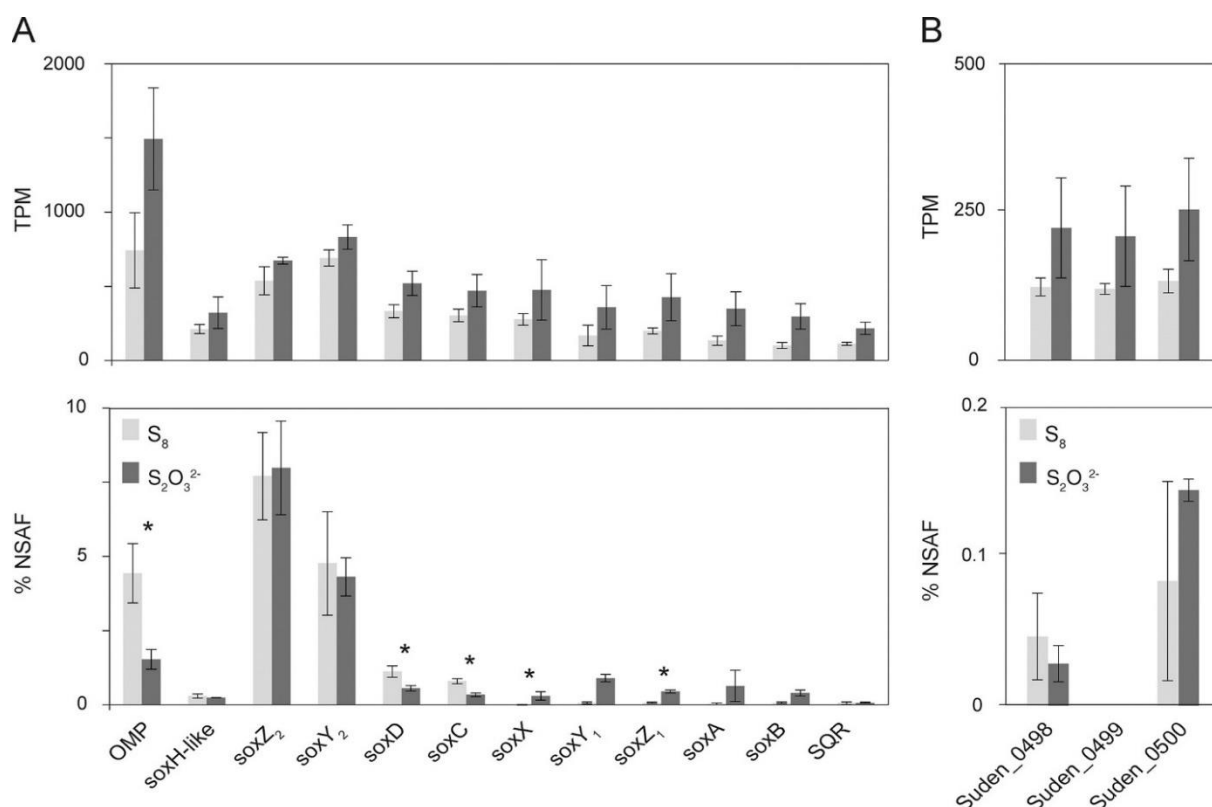 A
B
2000
1000
0
TPM
500
250
0
TPM
10
5
0
% NSAF
S₈
S₂O₃²⁻
*
*
*
*
*
0.2
0.1
0
% NSAF
S₈
S₂O₃²⁻
OMP
soxH-like
soxZ₂
soxY₂
soxD
soxC
soxX
soxY₁
soxZ₁
soxA
soxB
SQR
Suden_0498
Suden_0499
Suden_0500